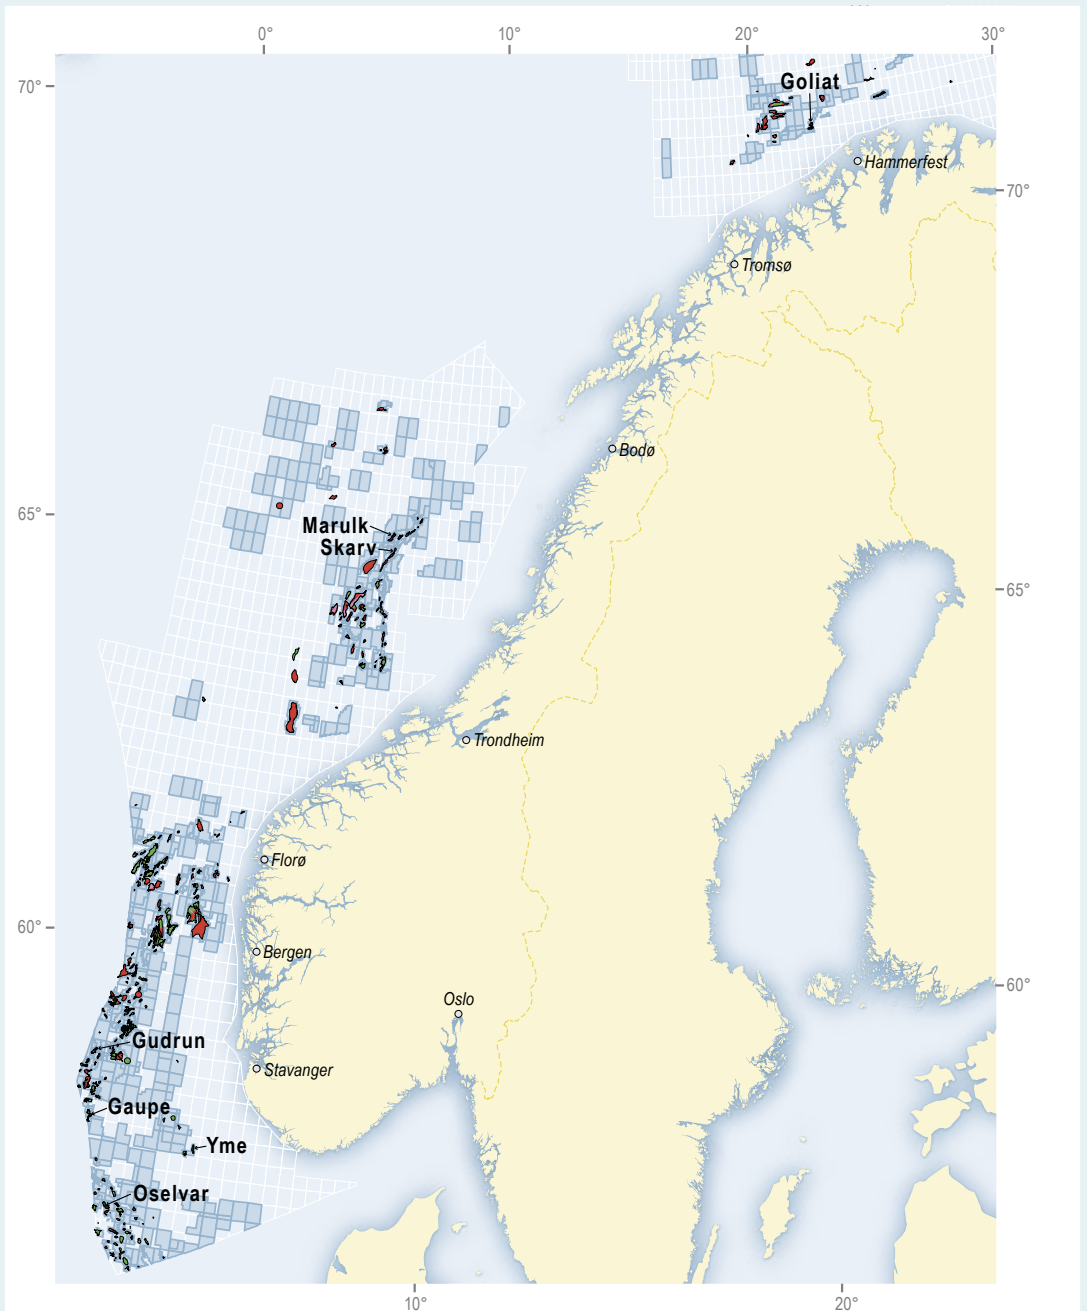 0°
10°
20°
30°
70°
Goliat
Hammerfest
70°
Tromsø
Bodø
65°
Marulk
Skarv
65°
Trondheim
Florø
60°
Bergen
60°
Oslo
Gudrun
Stavanger
Gaupe
Yme
Oselvar
10°
20°